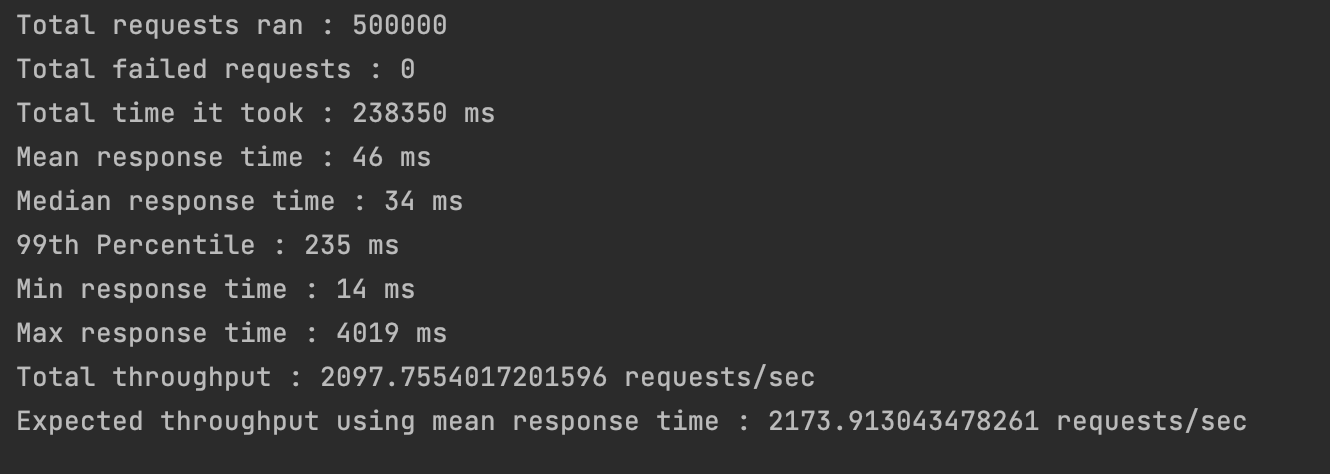 Total requests ran : 500000
Total failed requests : 0
Total time it took : 238350 ms
Mean response time : 46 ms
Median response time : 34 ms
99th Percentile : 235 ms
Min response time : 14 ms
Max response time : 4019 ms
Total throughput : 2097.7554017201596 requests/sec
Expected throughput using mean response time : 2173.913043478261 requests/sec